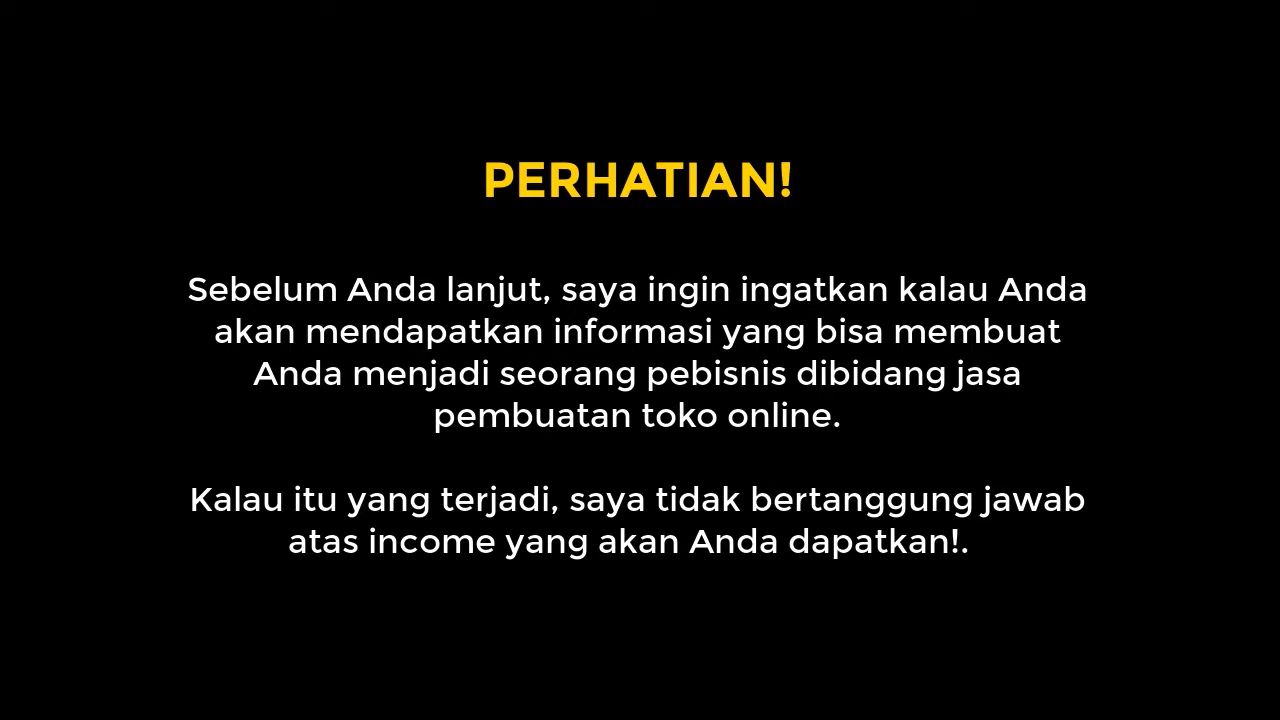 PERHATIAN!
Sebelum Anda lanjut, saya ingin ingatkan kalau Anda
akan mendapatkan informasi yang bisa membuat
Anda menjadi seorang pebisnis dibidang jasa
pembuatan toko online.
Kalau itu yang terjadi, saya tidak bertanggung jawab
atas income yang akan Anda dapatkan!.